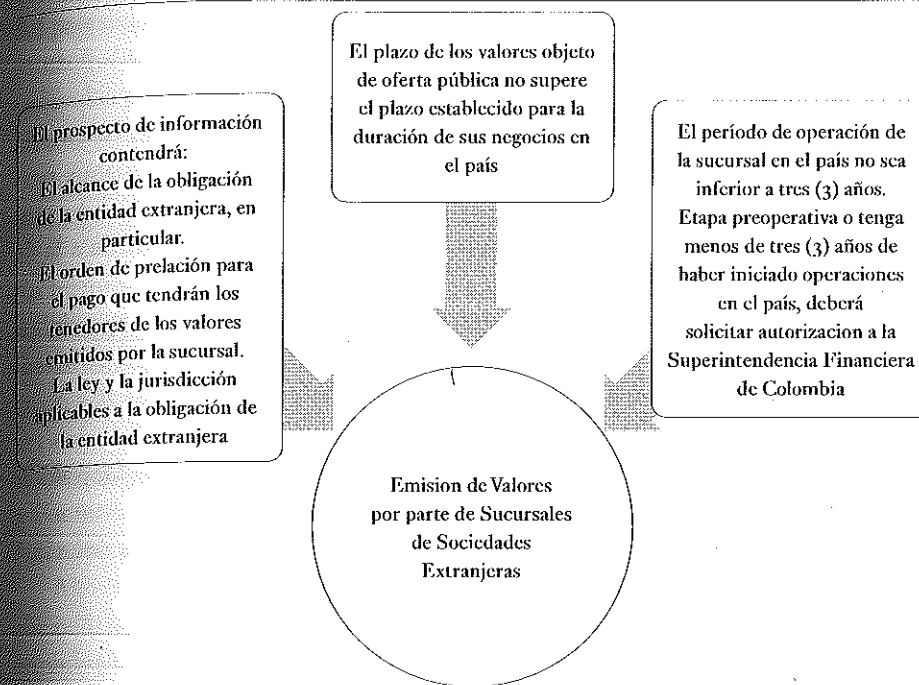 El prospecto de información
contendrá:
El alcance de la obligación
de la entidad extranjera, en
particular.
El orden de prelación para
el pago que tendrán los
tenedores de los valores
emitidos por la sucursal.
La ley y la jurisdicción
aplicables a la obligación de
la entidad extranjera
El plazo de los valores objeto
de oferta pública no supere
el plazo establecido para la
duración de sus negocios en
el país
El período de operación de
la sucursal en el país no sea
inferior a tres (3) años.
Etapa preoperativa o tenga
menos de tres (3) años de
haber iniciado operaciones
en el país, deberá
solicitar autorizacion a la
Superintendencia Financiera
de Colombia
Emision de Valores
por parte de Sucursales
de Sociedades
Extranjeras